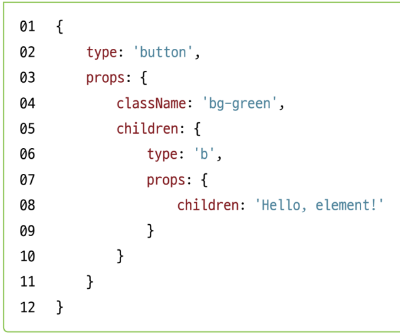 01 {
02     type: 'button',
03     props: {
04         className: 'bg-green',
05         children: {
06             type: 'b',
07             props: {
08                 children: 'Hello, element!'
09             }
10         }
11     }
12 }